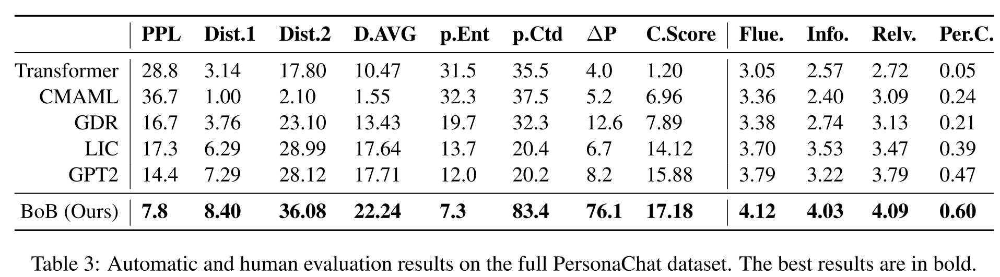 PPL Dist.1 Dist.2 D.AVG p.Ent p.Ctd △P C.Score Flue. Info. Relv. Per.C.
Transformer 28.8 3.14 17.80 10.47 31.5 35.5 4.0 1.20 3.05 2.57 2.72 0.05
CMAML 36.7 1.00 2.10 1.55 32.3 37.5 5.2 6.96 3.36 2.40 3.09 0.24
GDR 16.7 3.76 23.10 13.43 19.7 32.3 12.6 7.89 3.38 2.74 3.13 0.21
LIC 17.3 6.29 28.99 17.64 13.7 20.4 6.7 14.12 3.70 3.53 3.47 0.39
GPT2 14.4 7.29 28.12 17.71 12.0 20.2 8.2 15.88 3.79 3.22 3.79 0.47
BoB (Ours) 7.8 8.40 36.08 22.24 7.3 83.4 76.1 17.18 4.12 4.03 4.09 0.60
Table 3: Automatic and human evaluation results on the full PersonaChat dataset. The best results are in bold.